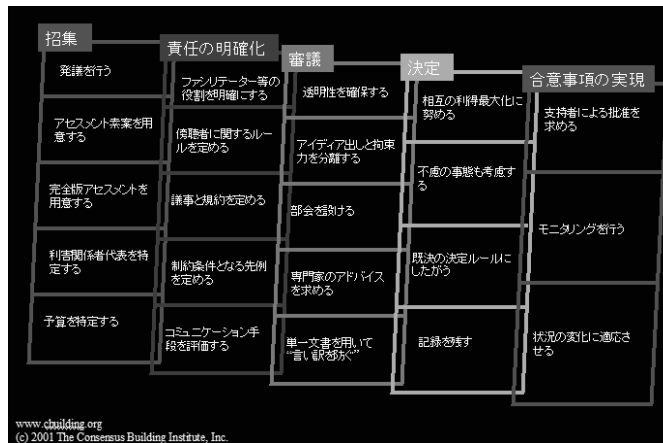 招集
発議を行う
アセスメント素案を用
意する
完全版アセスメントを
用意する
利害関係者代表を特
定する
予算を特定する
責任の明確化
ファシリテーター等の
役割を明確にする
傍聴者に関するルー
ルを定める
議事と規約を定める
制約条件となる先例
を定める
コミュニケーション手
段を評価する
審議
透明性を確保する
アイディア出しと拘束
力を分離する
部会を設ける
専門家のアドバイス
を求める
単一文書を用いて
“言い訳を防ぐ”
決定
相互の利得最大化に
努める
不慮の事態も考慮す
る
既決の決定ルールに
したがう
記録を残す
合意事項の実現
支持者による批准を
求める
モニタリングを行う
状況の変化に適応さ
せる
www.cbuilding.org
(c) 2001 The Consensus Building Institute, Inc.